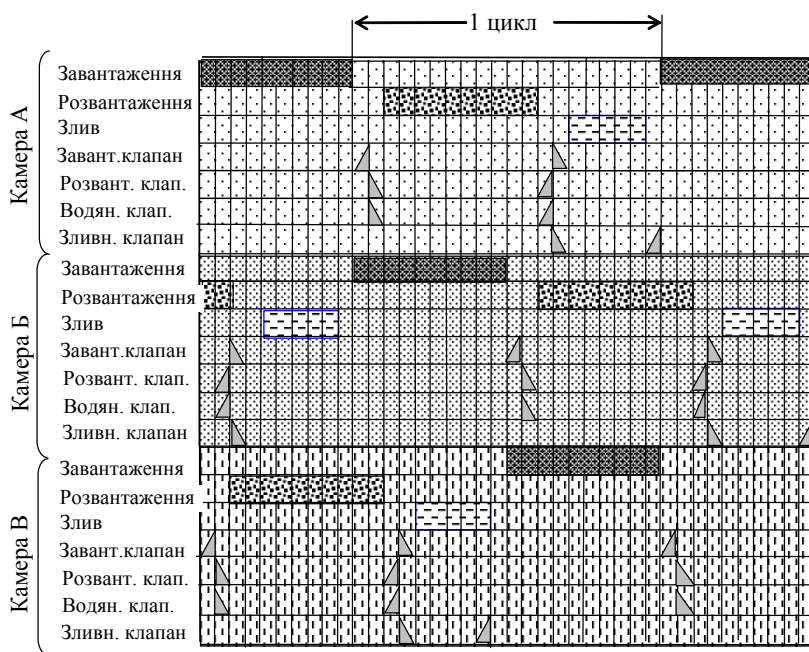 1 цикл
Камера А
Завантаження
Розвантаження
Злив
Завант.клапан
Розвант. клап.
Водян. клап.
Зливн. клапан
Камера Б
Завантаження
Розвантаження
Злив
Завант.клапан
Розвант. клап.
Водян. клап.
Зливн. клапан
Камера В
Завантаження
Розвантаження
Злив
Завант.клапан
Розвант. клап.
Водян. клап.
Зливн. клапан